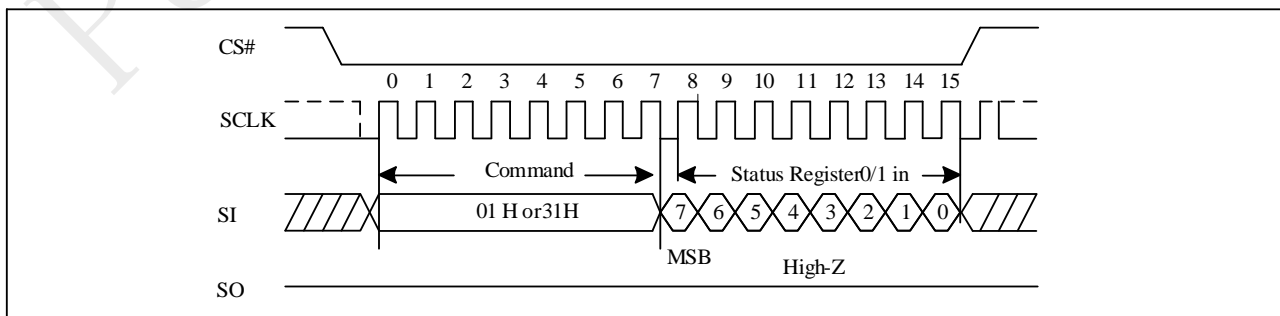 CS#
0 1 2 3 4 5 6 7 8 9 10 11 12 13 14 15
SCLK
Command Status Register0/1 in
SI 01 H or31H 7 6 5 4 3 2 1 0
MSB
High-Z
SO